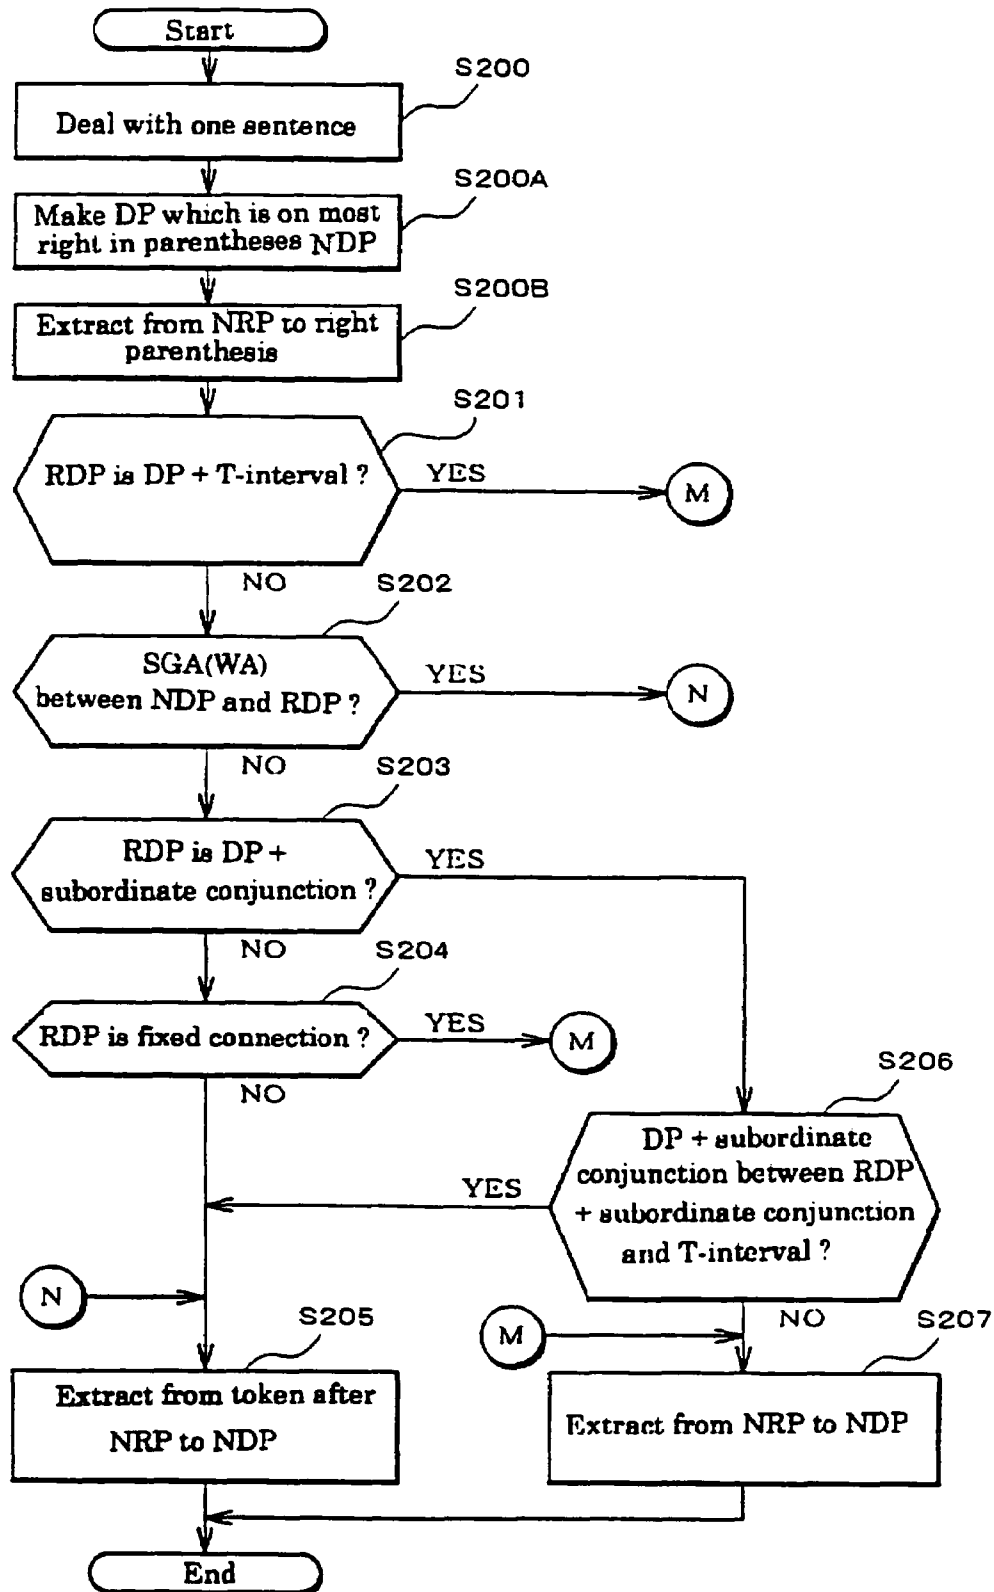 Start
S200
Deal with one sentence
S200A
Make DP which is on most
right in parentheses NDP
S200B
Extract from NRP to right
parenthesis
S201
RDP is DP + T-interval ?
YES
M
NO
S202
SGA(WA)
between NDP and RDP ?
YES
N
NO
S203
RDP is DP +
subordinate conjunction ?
YES
NO
S204
RDP is fixed connection ?
YES
M
NO
S206
DP + subordinate
conjunction between RDP
+ subordinate conjunction
and T-interval ?
YES
N
NO
M
S205
S207
Extract from token after
NRP to NDP
Extract from NRP to NDP
End